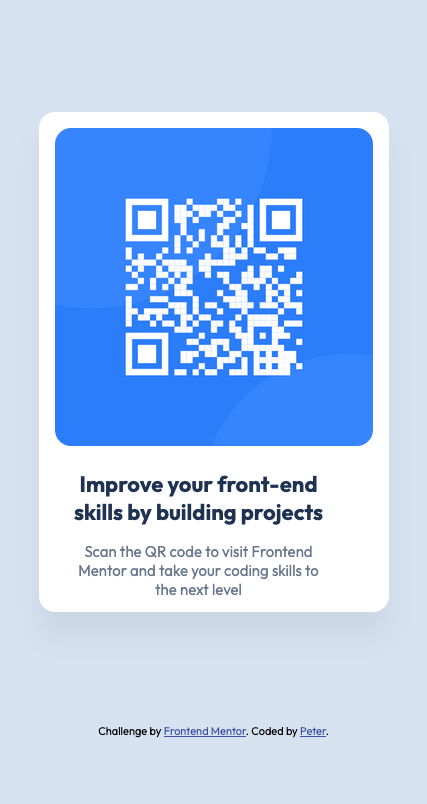 Improve your front-end
skills by building projects
Scan the QR code to visit Frontend
Mentor and take your coding skills to
the next level
Challenge by Frontend Mentor. Coded by Peter.